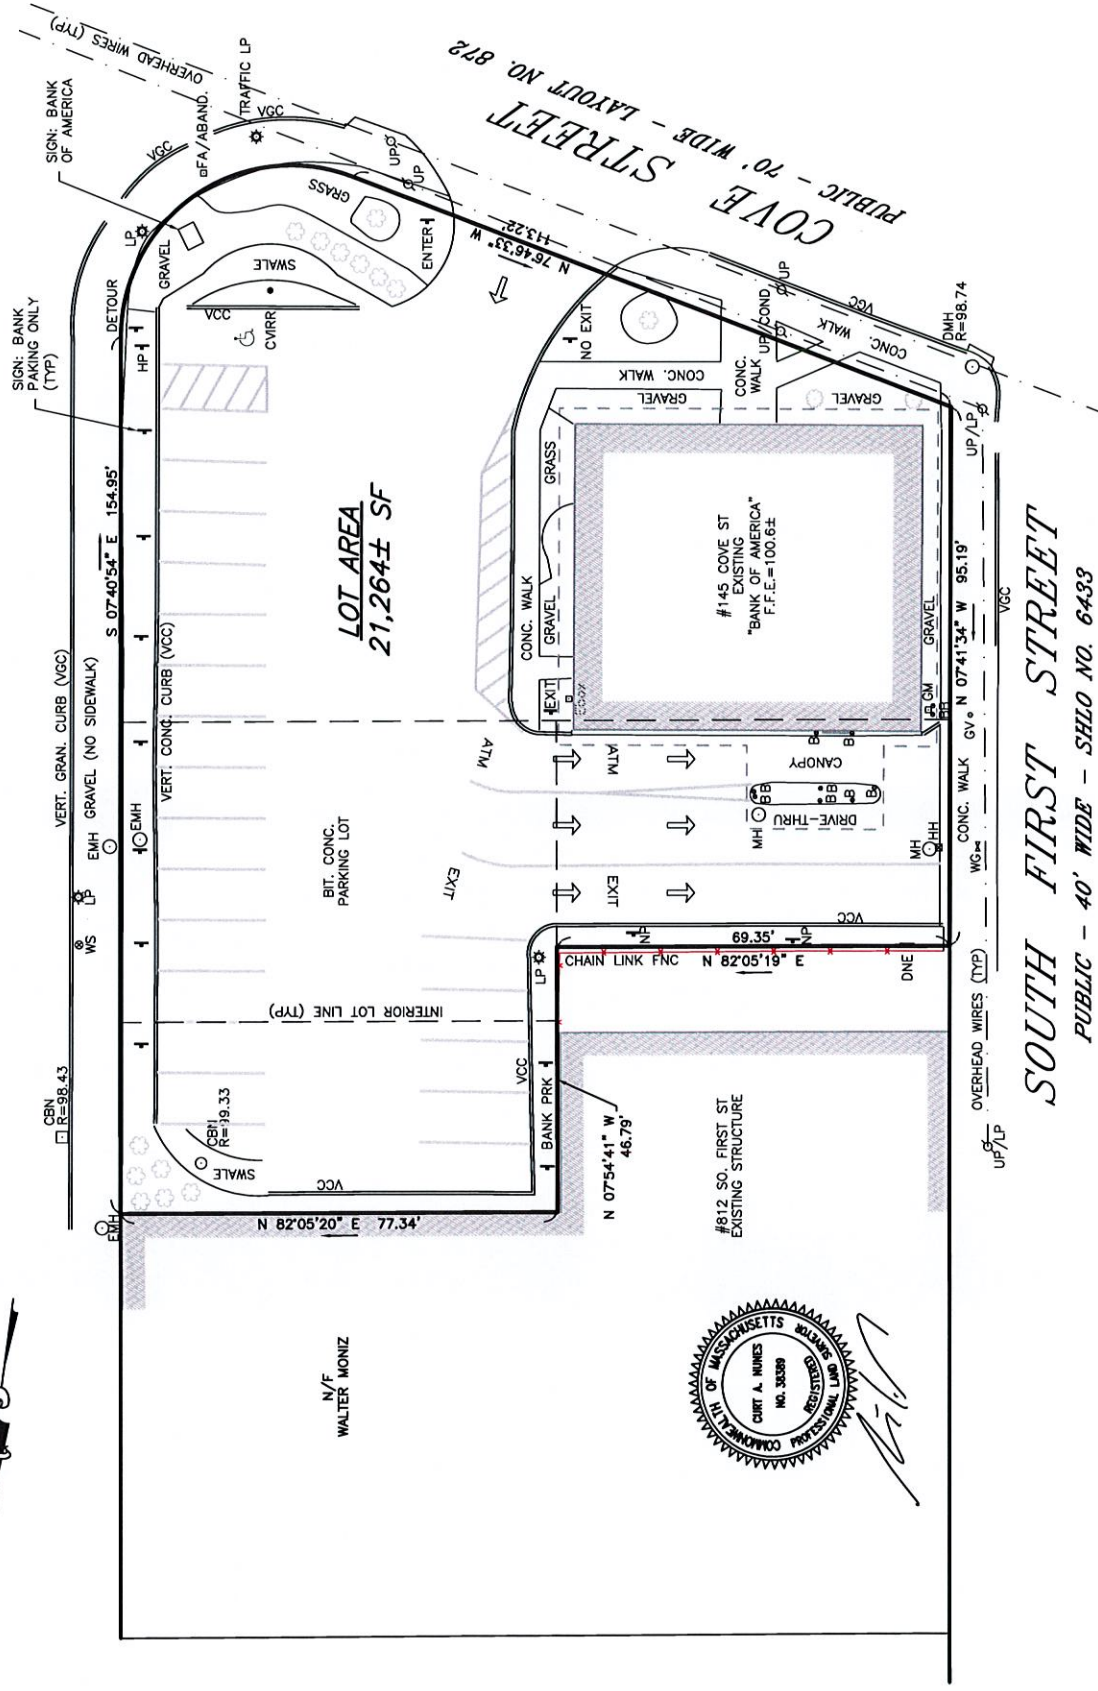 OVERHEAD WIRES (TYP)
SIGN: BANK
OF AMERICA
FA/ABAND.
TRAFFIC LP
VGC
VGC
COVE STREET
PUBLIC - 70' WIDE - LAYOUT NO. 872
SIGN: BANK
PAKING ONLY
(TYP)
DETOUR
LP
GRAVEL
HP
GRASS
SWALE
VCC
CVIRR
UP
UP
ENTER
N 76°46'33" W
113.22'
S 07°40'54" E 154.95'
VERT. GRAN. CURB (VGC)
GRAVEL (NO SIDEWALK)
VERT. CONC. CURB (VCC)
LOT AREA
21,264± SF
NO EXIT
CONC. WALK
GRAVEL
CONC.
WALK
UP
COND.
UP
VGC
CONC. WALK
DMH
R=98.74
GRAVEL
UP/LP
GRASS
CONC. WALK
GRAVEL
EXIT
#145 COVE ST
EXISTING
"BANK OF AMERICA"
F.F.E.=100.6±
GRAVEL
GM
BB
N 07°41'34" W 95.19'
VGC
EMH
EMH
LP
WS
BIT. CONC.
PARKING LOT
ATM
ATM
EXIT
EXIT
CANOPY
DRIVE-THRU
B
B
BB
BB
B
B
MH
MH
HH
GV
CONC. WALK
WG
VCC
NP
NP
69.35'
N 82°05'19" E
CHAIN LINK FNC
DNE
LP
OVERHEAD WIRES (TYP)
UP/LP
SOUTH FIRST STREET
PUBLIC - 40' WIDE - SHLO NO. 6433
INTERIOR LOT LINE (TYP)
CBN
R=98.43
CBN
R=99.33
SWALE
VCC
VCC
BANK PRK
N 07°54'41" W
46.79'
EMH
N 82°05'20" E 77.34'
#812 SO. FIRST ST
EXISTING STRUCTURE
N/F
WALTER MONIZ
COMMONWEALTH OF MASSACHUSETTS
CURT A. NUNES
NO. 38389
REGISTERED
PROFESSIONAL LAND SURVEYOR